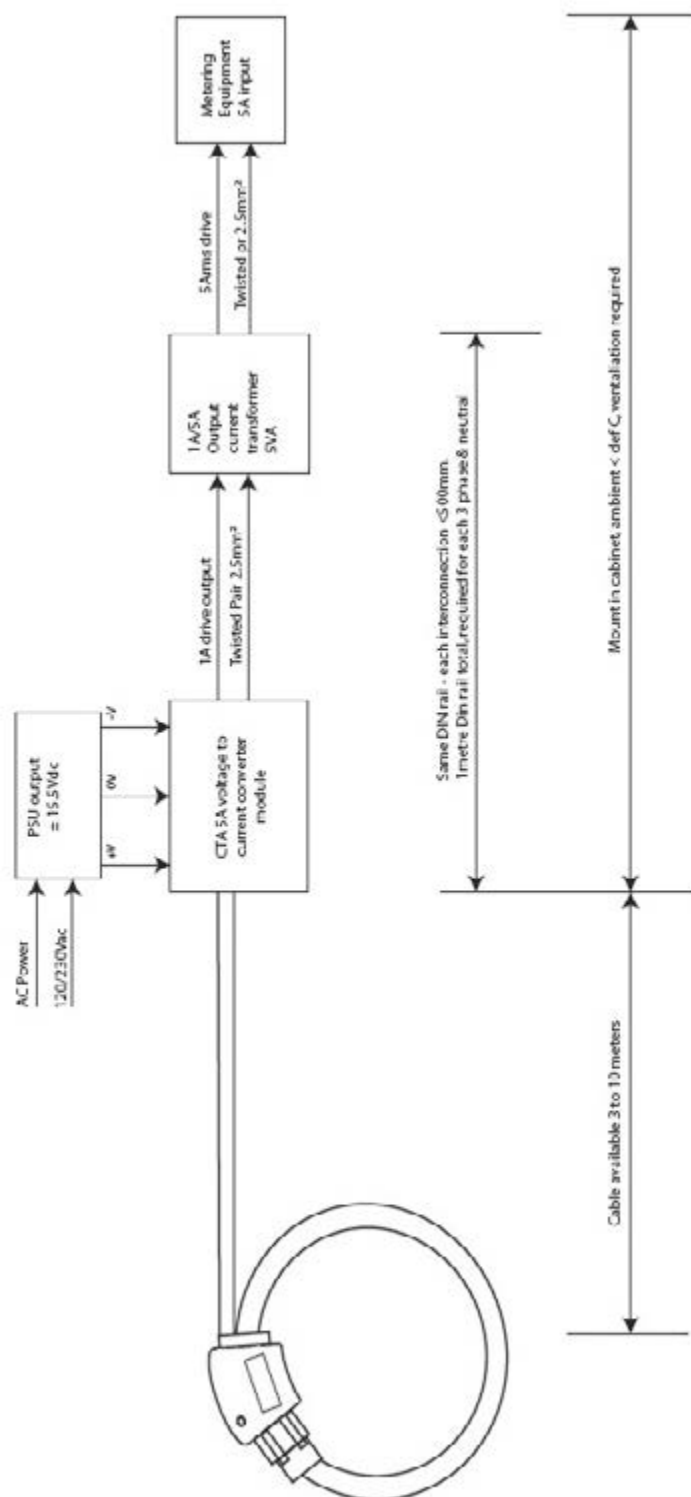 AC Power
120/230Vac
PSU output
= 15.5Vdc
+V
0V
-V
CTA 5A voltage to
current converter
module
1A drive output
Twisted Pair 2.5mm²
1A/5A
Output
current
transformer
5VA
5Arms drive
Twisted pr 2.5mm²
Metering
Equipment
5A input
Same DIN rail - each interconnection <500mm.
1metre Din rail total, required for each 3 phase & neutral
Cable available 3 to 10 meters
Mount in cabinet, ambient < def C, ventaliation required